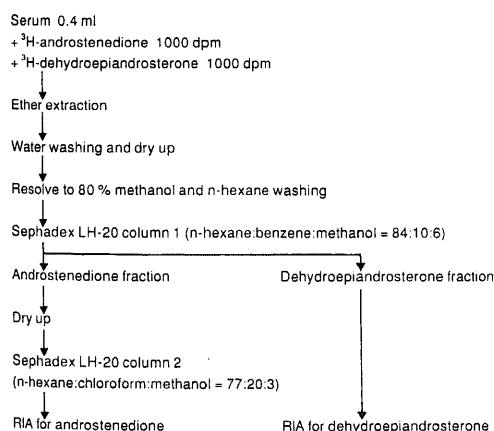 Serum 0.4 ml
+ ³H-androstenedione 1000 dpm
+ ³H-dehydroepiandrosterone 1000 dpm
Ether extraction
Water washing and dry up
Resolve to 80 % methanol and n-hexane washing
Sephadex LH-20 column 1 (n-hexane:benzene:methanol = 84:10:6)
Androstenedione fraction
Dehydroepiandrosterone fraction
Dry up
Sephadex LH-20 column 2
(n-hexane:chloroform:methanol = 77:20:3)
RIA for androstenedione
RIA for dehydroepiandrosterone